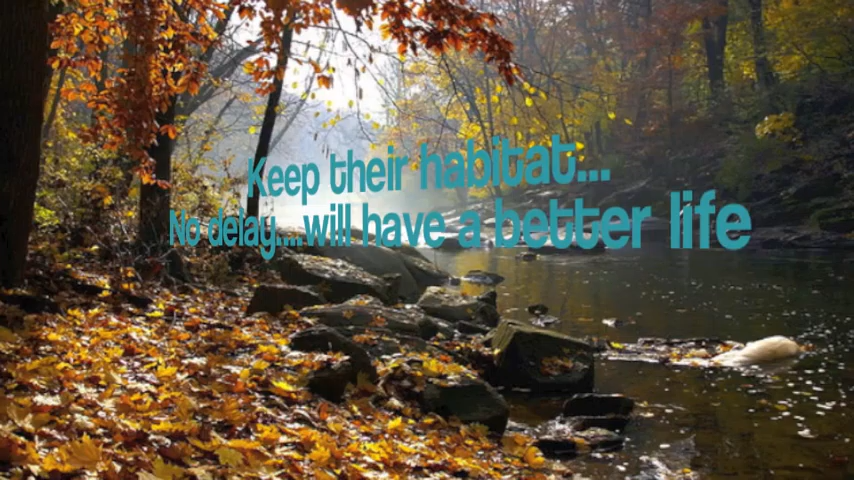 Keep their habitat...
No delay....will have a better life